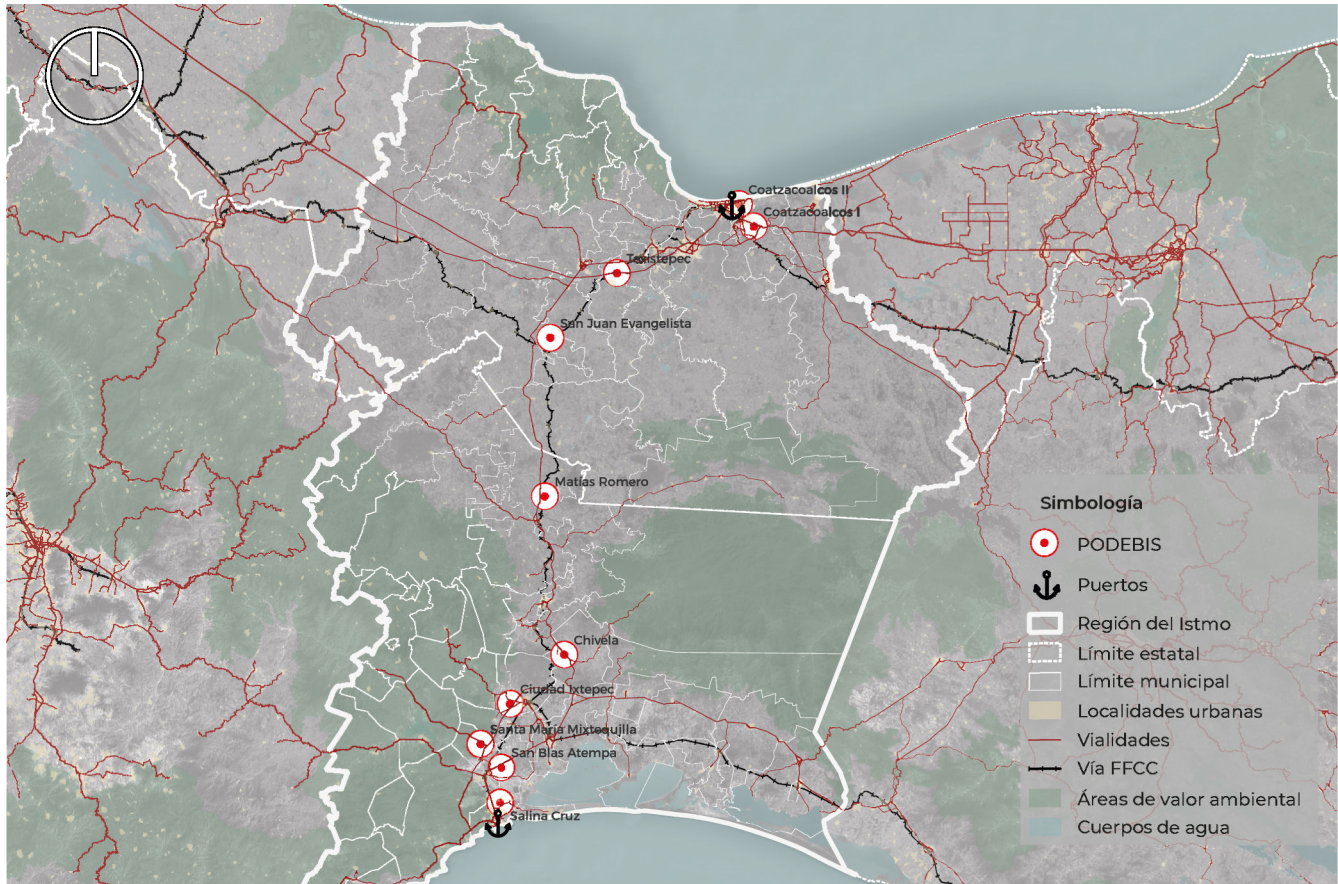 Coatzacoalcos II
Coatzacoalcos I
Texistepec
San Juan Evangelista
Matías Romero
Chivela
Ciudad Ixtepec
Santa María Mixtequilla
San Blas Atempa
Salina Cruz
Simbología
PODEBIS
Puertos
Región del Istmo
Límite estatal
Límite municipal
Localidades urbanas
Vialidades
Vía FFCC
Áreas de valor ambiental
Cuerpos de agua